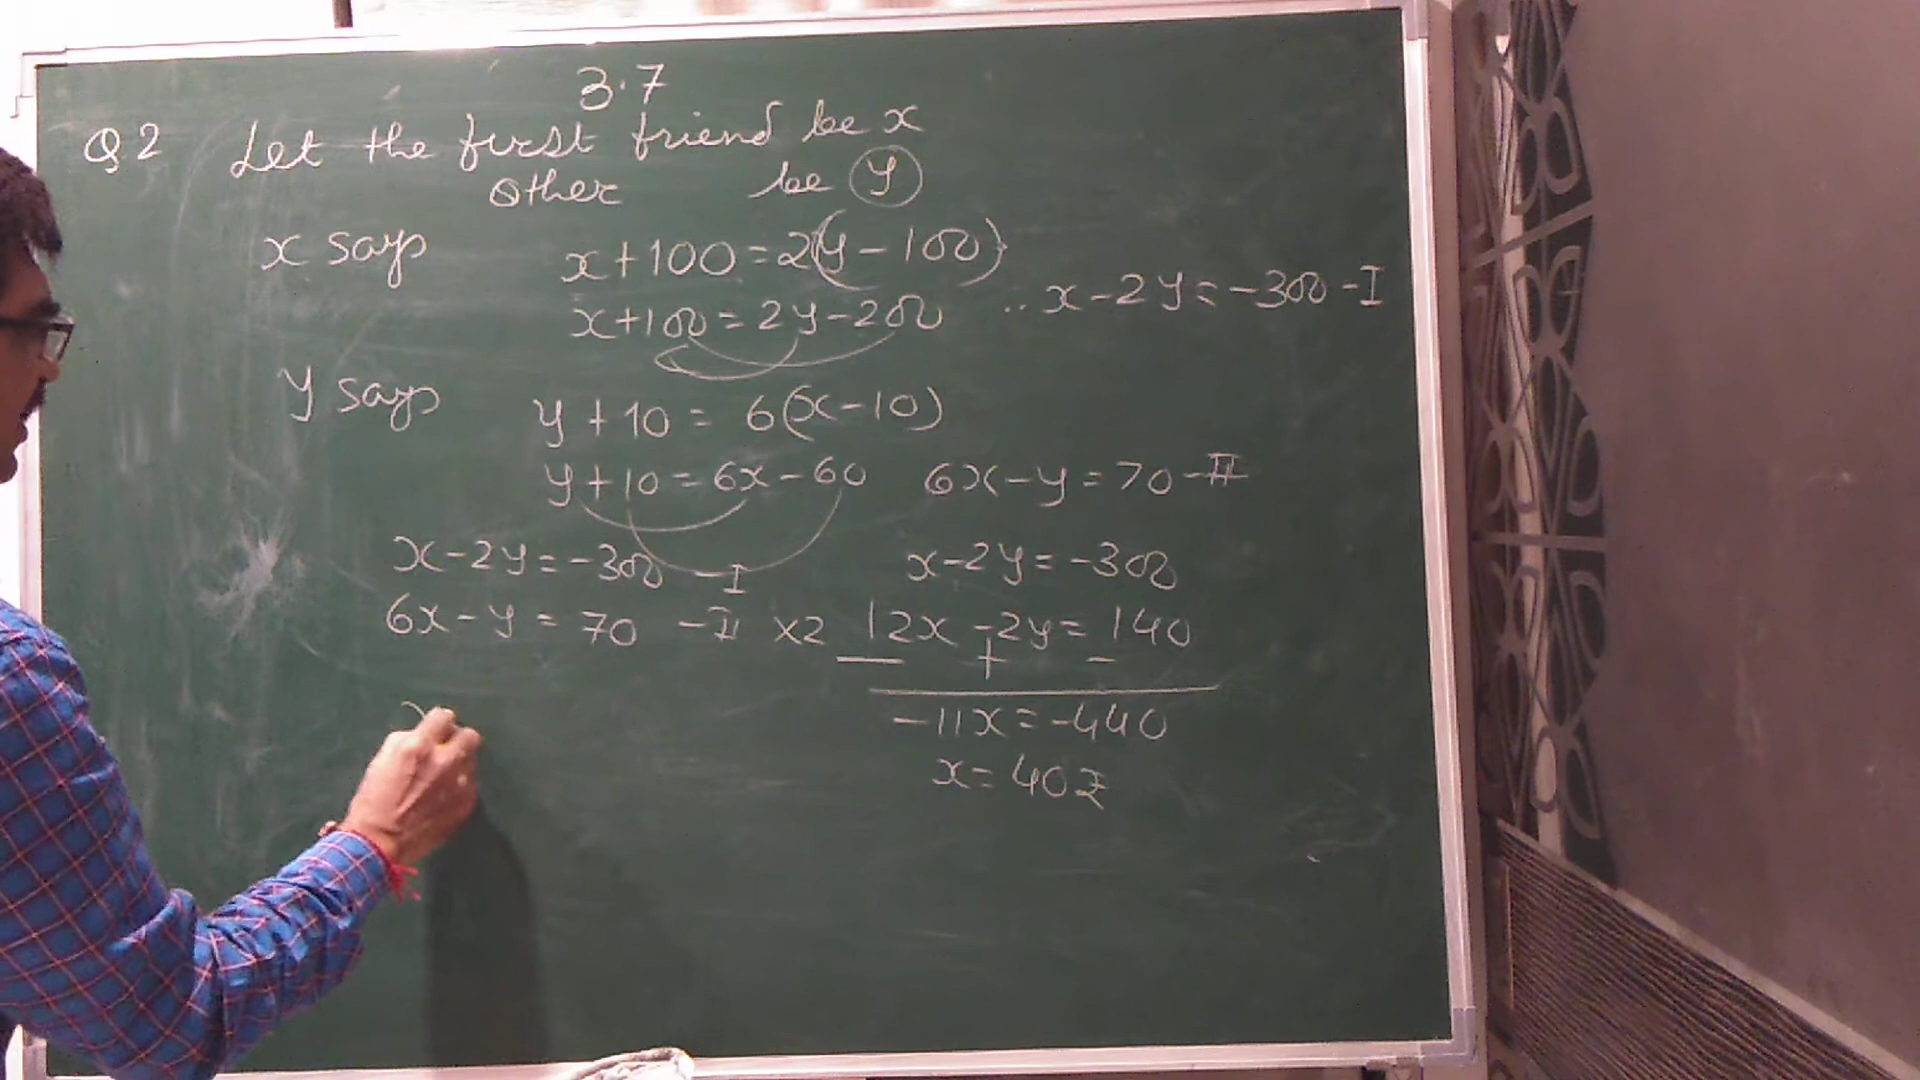 3.7
Q2 Let the first friend be x
Other be y
x says x+100=2(y-100)
x+100=2y-200 ..x-2y=-300-I
y says y+10=6(x-10)
y+10=6x-60 6x-y=70-II
x-2y=-300 -I x-2y=-300
6x-y=70 -II x2 12x-2y=140
- + -
x -11x=-440
x=40₹